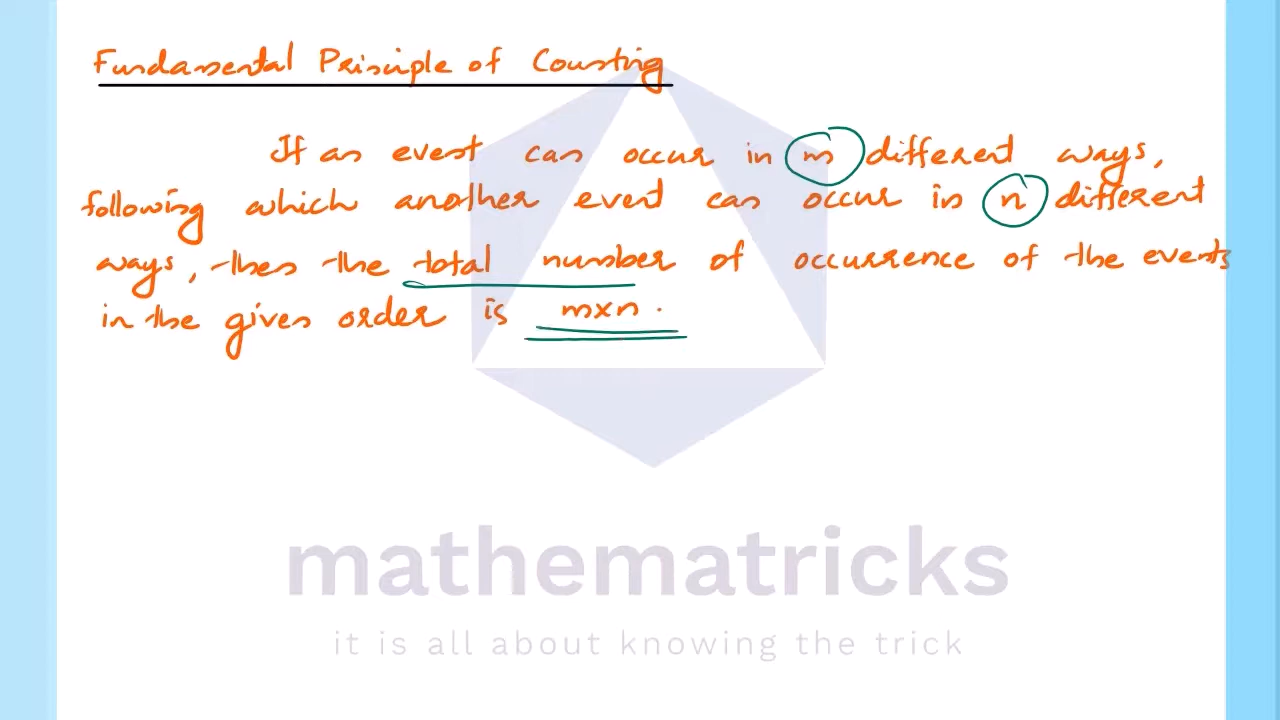 Fundamental Principle of Counting
If an event can occur in m different ways,
following which another event can occur in n different
ways, then the total number of occurrence of the events
in the given order is m×n.
mathematricks
it is all about knowing the trick